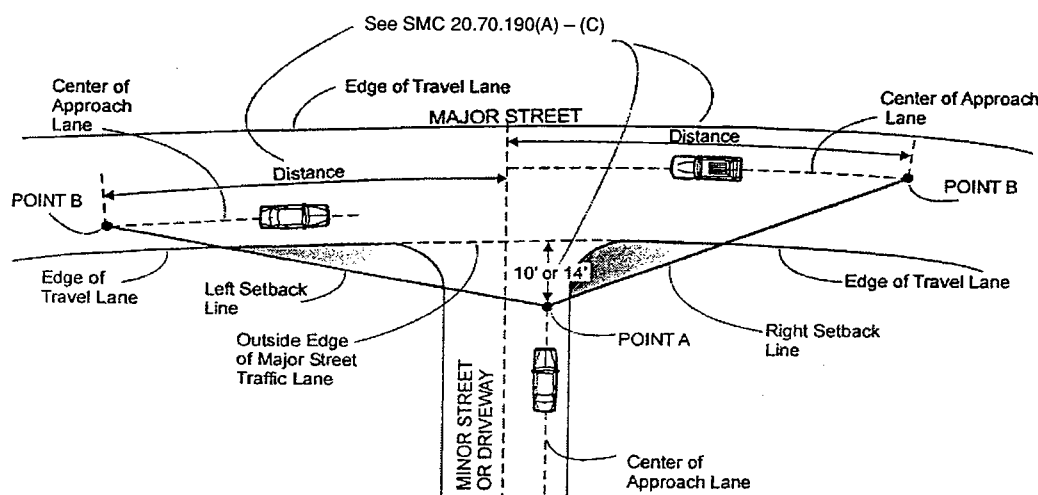 See SMC 20.70.190(A) – (C)
Center of
Approach
Lane
Edge of Travel Lane
MAJOR STREET
Center of Approach
Lane
Distance
Distance
POINT B
POINT B
10' or 14'
Edge of
Travel Lane
Left Setback
Line
Edge of
Travel Lane
Outside Edge
of Major Street
Traffic Lane
POINT A
Right Setback
Line
MINOR STREET
OR DRIVEWAY
Center of
Approach Lane